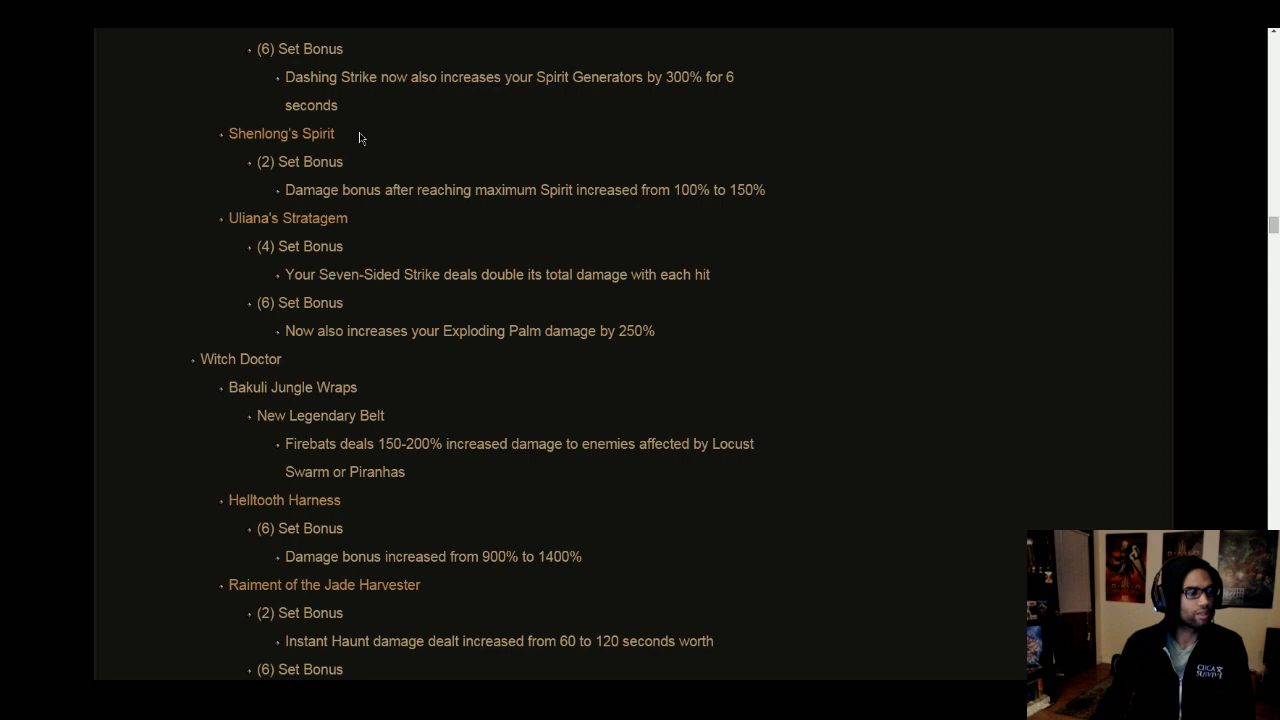 (6) Set Bonus
Dashing Strike now also increases your Spirit Generators by 300% for 6
seconds
Shenlong's Spirit
(2) Set Bonus
Damage bonus after reaching maximum Spirit increased from 100% to 150%
Uliana's Stratagem
(4) Set Bonus
Your Seven-Sided Strike deals double its total damage with each hit
(6) Set Bonus
Now also increases your Exploding Palm damage by 250%
Witch Doctor
Bakuli Jungle Wraps
New Legendary Belt
Firebats deals 150-200% increased damage to enemies affected by Locust
Swarm or Piranhas
Helltooth Harness
(6) Set Bonus
Damage bonus increased from 900% to 1400%
Raiment of the Jade Harvester
(2) Set Bonus
Instant Haunt damage dealt increased from 60 to 120 seconds worth
(6) Set Bonus
CIRCA
SURVIVE